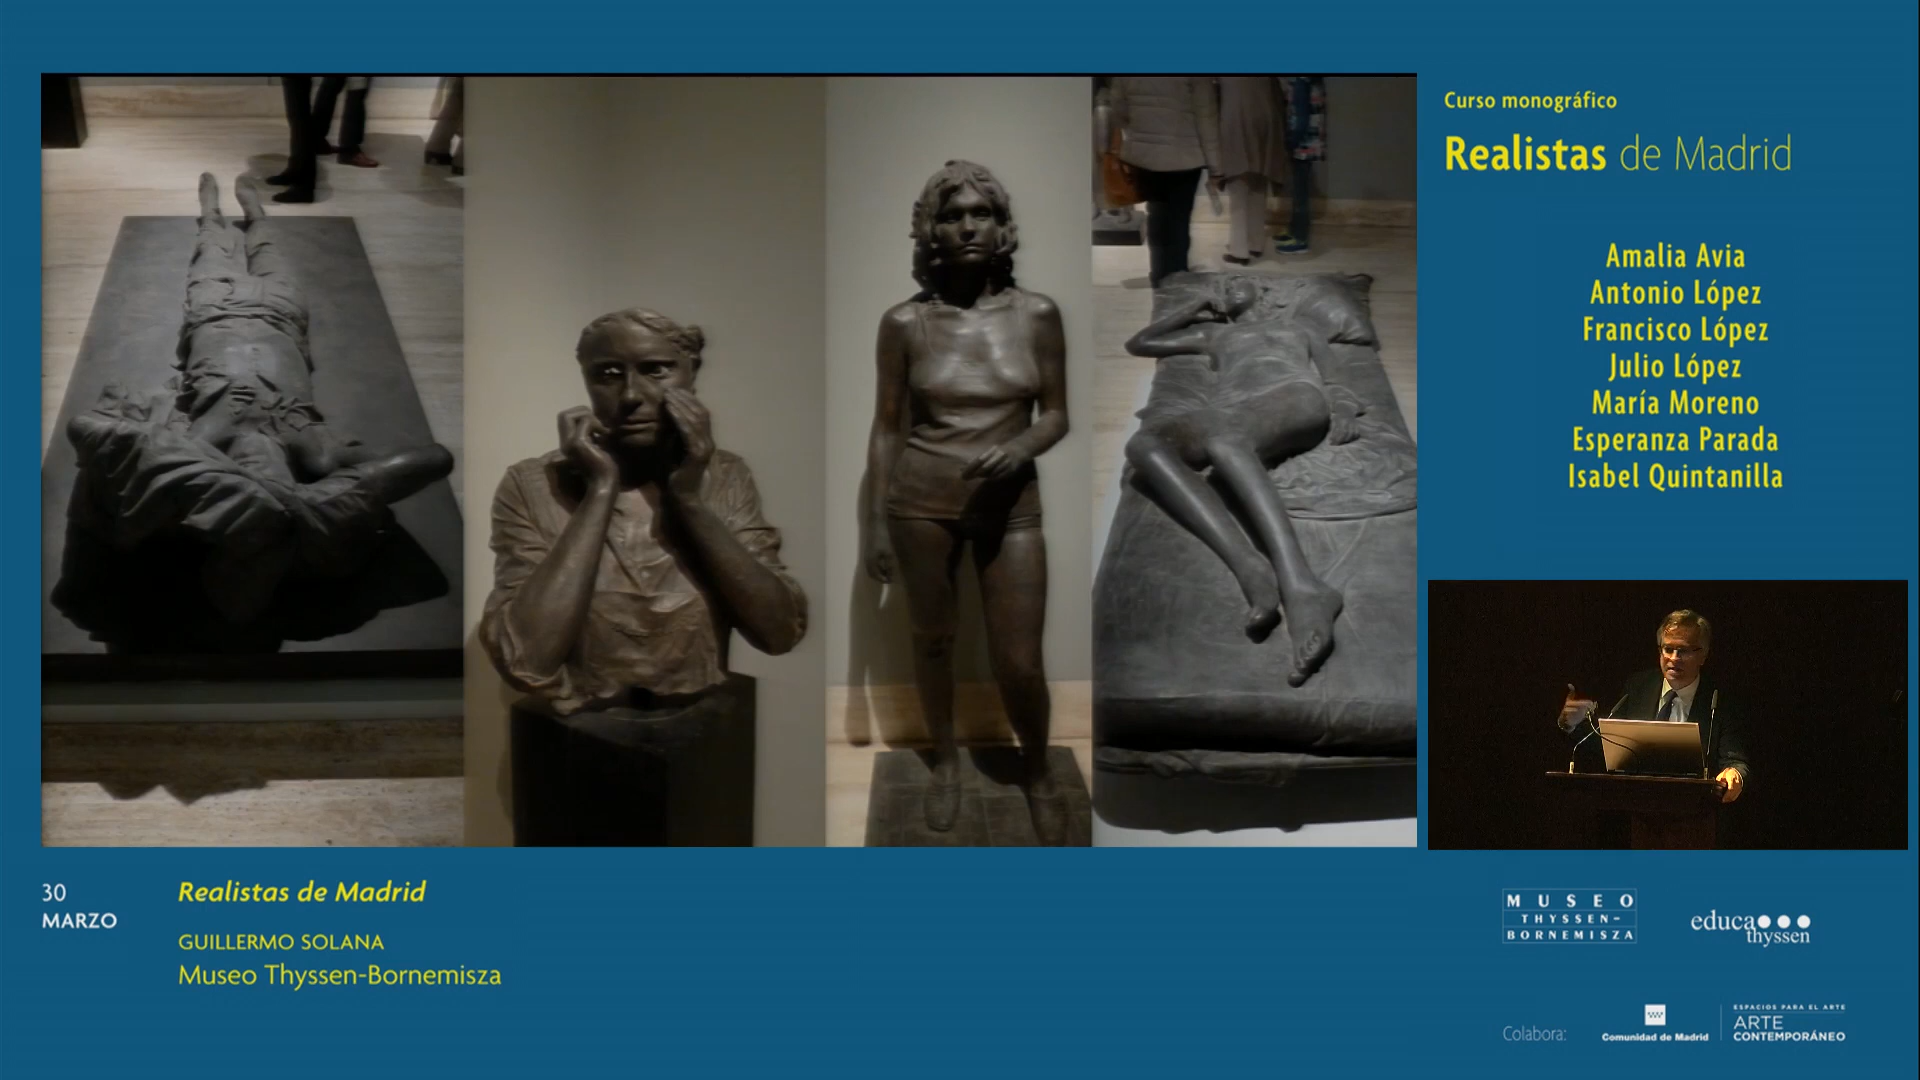 Curso monográfico
Realistas de Madrid
Amalia Avia
Antonio López
Francisco López
Julio López
María Moreno
Esperanza Parada
Isabel Quintanilla
30
MARZO
Realistas de Madrid
GUILLERMO SOLANA
Museo Thyssen-Bornemisza
MUSEO
THYSSEN-
BORNEMISZA
educa
thyssen
Colabora:
Comunidad de Madrid
ESPACIOS PARA EL ARTE
ARTE
CONTEMPORÁNEO